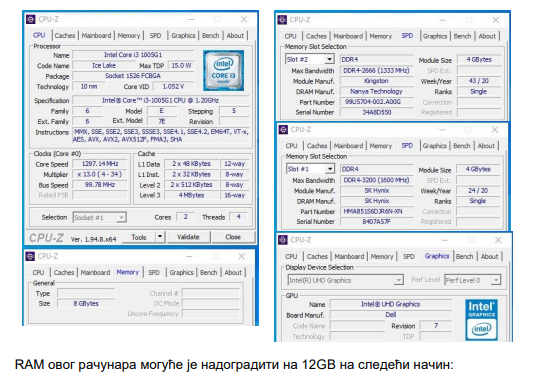 CPU-Z
CPU | Caches | Mainboard | Memory | SPD | Graphics | Bench | About
Processor
Name Intel Core i3 1005G1
Code Name Ice Lake Max TDP 15.0 W
Package Socket 1526 FCBGA
Technology 10 nm Core VID 1.052 V
intel CORE i3
Specification Intel® Core™ i3-1005G1 CPU @ 1.20GHz
Family 6 Model E Stepping 5
Ext. Family 6 Ext. Model 7E Revision
Instructions MMX, SSE, SSE2, SSE3, SSSE3, SSE4.1, SSE4.2, EM64T, VT-x,
AES, AVX, AVX2, AVX512F, FMA3, SHA
Clocks (Core #0)
Core Speed 1297.14 MHz
Multiplier x 13.0 ( 4 - 34 )
Bus Speed 99.78 MHz
Rated FSB
Cache
L1 Data 2 x 48 KBytes 12-way
L1 Inst. 2 x 32 KBytes 8-way
Level 2 2 x 512 KBytes 8-way
Level 3 4 MBytes 16-way
Selection Socket #1 Cores 2 Threads 4
CPU-Z Ver. 1.94.8.x64 Tools Validate Close
CPU-Z
CPU | Caches | Mainboard | Memory | SPD | Graphics | Bench | About
General
Type Channel #
Size 8 GBytes DC Mode
Uncore Frequency
CPU-Z
CPU | Caches | Mainboard | Memory | SPD | Graphics | Bench | About
Memory Slot Selection
Slot #2 DDR4 Module Size 4 GBytes
Max Bandwidth DDR4-2666 (1333 MHz) SPD Ext.
Module Manuf. Kingston Week/Year 43 / 20
DRAM Manuf. Nanya Technology Ranks Single
Part Number 99U5704-002.A00G Correction
Serial Number 34A8D550 Registered
CPU-Z
CPU | Caches | Mainboard | Memory | SPD | Graphics | Bench | About
Memory Slot Selection
Slot #1 DDR4 Module Size 4 GBytes
Max Bandwidth DDR4-3200 (1600 MHz) SPD Ext.
Module Manuf. SK Hynix Week/Year 24 / 20
DRAM Manuf. SK Hynix Ranks Single
Part Number HMA851S6DJR6N-XN Correction
Serial Number 8407A57F Registered
CPU-Z
CPU | Caches | Mainboard | Memory | SPD | Graphics | Bench | About
Display Device Selection
Intel(R) UHD Graphics Perf Level Perf Level 0
GPU
Name Intel® UHD Graphics
Board Manuf. Dell
Code Name Revision 7
Technology TDP
Intel® GRAPHICS intel
RAM овог рачунара могуће је надоградити на 12GB на следећи начин: